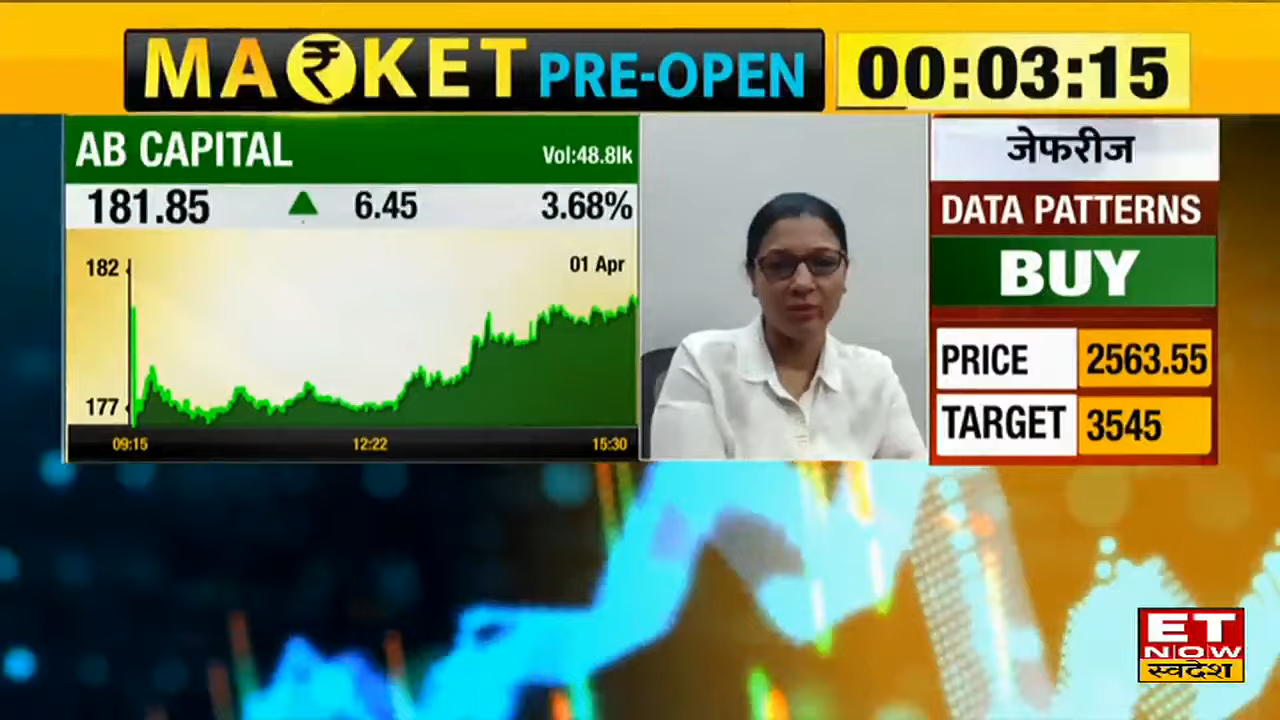 MA₹KET PRE-OPEN
00:03:15
AB CAPITAL
Vol:48.8lk
181.85 ▲ 6.45 3.68%
182
01 Apr
177
09:15 12:22 15:30
जेफरीज
DATA PATTERNS
BUY
PRICE 2563.55
TARGET 3545
ET
NOW
स्वदेश